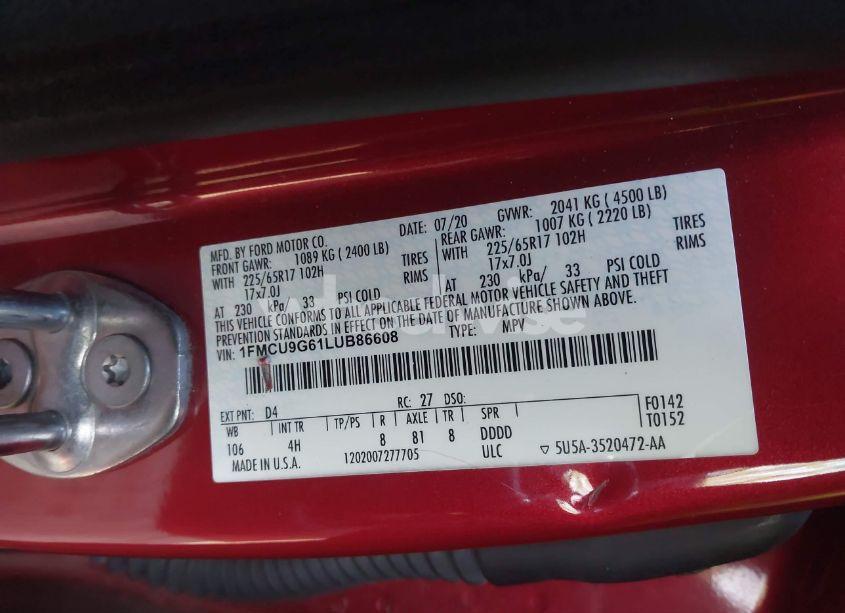 MFD. BY FORD MOTOR CO.
DATE: 07/20 GVWR: 2041 KG ( 4500 LB)
FRONT GAWR: 1089 KG ( 2400 LB) REAR GAWR: 1007 KG ( 2220 LB)
WITH 225/65R17 102H TIRES WITH 225/65R17 102H TIRES
17x7.0J RIMS 17x7.0J RIMS
AT 230 kPa/ 33 PSI COLD AT 230 kPa/ 33 PSI COLD
THIS VEHICLE CONFORMS TO ALL APPLICABLE FEDERAL MOTOR VEHICLE SAFETY AND THEFT
PREVENTION STANDARDS IN EFFECT ON THE DATE OF MANUFACTURE SHOWN ABOVE.
VIN: 1FMCU9G61LUB86608 TYPE: MPV
EXT PNT: D4 RC: 27 DSO: F0142
WB INT TR TP/PS R AXLE TR SPR T0152
106 4H 8 81 8 DDDD
MADE IN U.S.A. 1202007277705 ULC ▽ 5U5A-3520472-AA